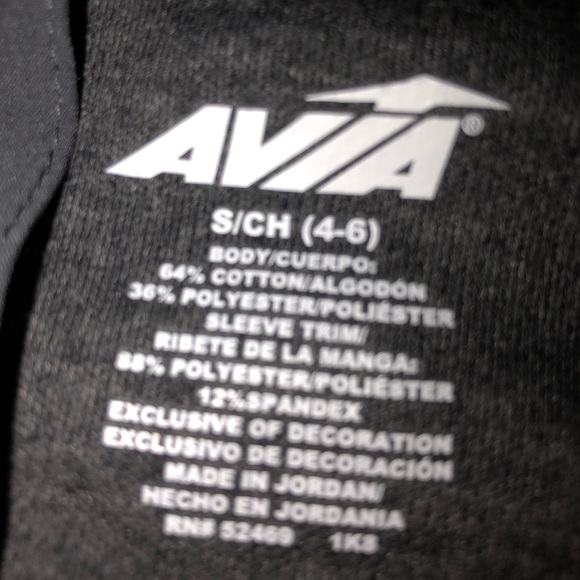 AVIA®
S/CH (4-6)
BODY/CUERPO:
64% COTTON/ALGODÓN
36% POLYESTER/POLIÉSTER
SLEEVE TRIM/
RIBETE DE LA MANGA:
88% POLYESTER/POLIÉSTER
12%SPANDEX
EXCLUSIVE OF DECORATION
EXCLUSIVO DE DECORACIÓN
MADE IN JORDAN/
HECHO EN JORDANIA
RN# 52469 1K8